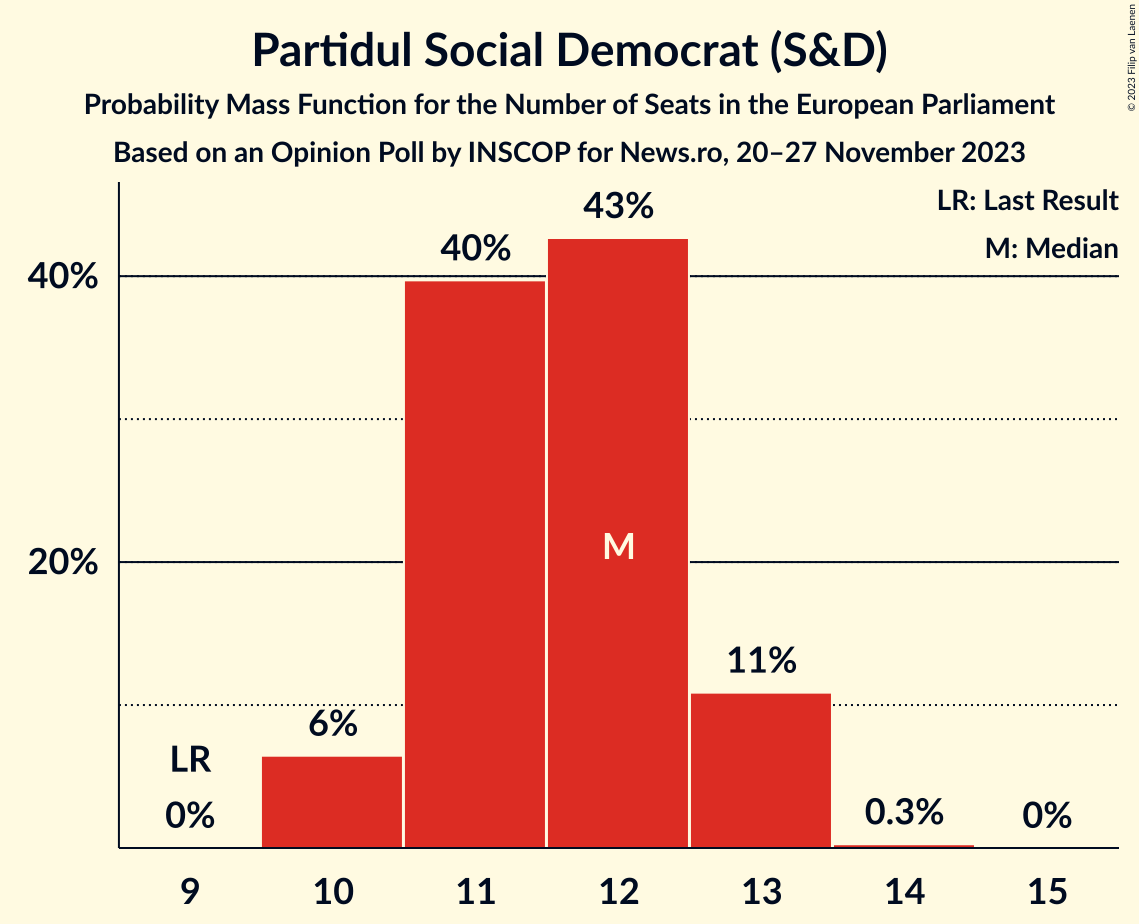 Partidul Social Democrat (S&D)
Probability Mass Function for the Number of Seats in the European Parliament
Based on an Opinion Poll by INSCOP for News.ro, 20–27 November 2023
© 2023 Filip van Laenen
LR: Last Result
M: Median
43%
40%
40%
M
20%
11%
6%
LR
0%
0.3%
0%
9 10 11 12 13 14 15